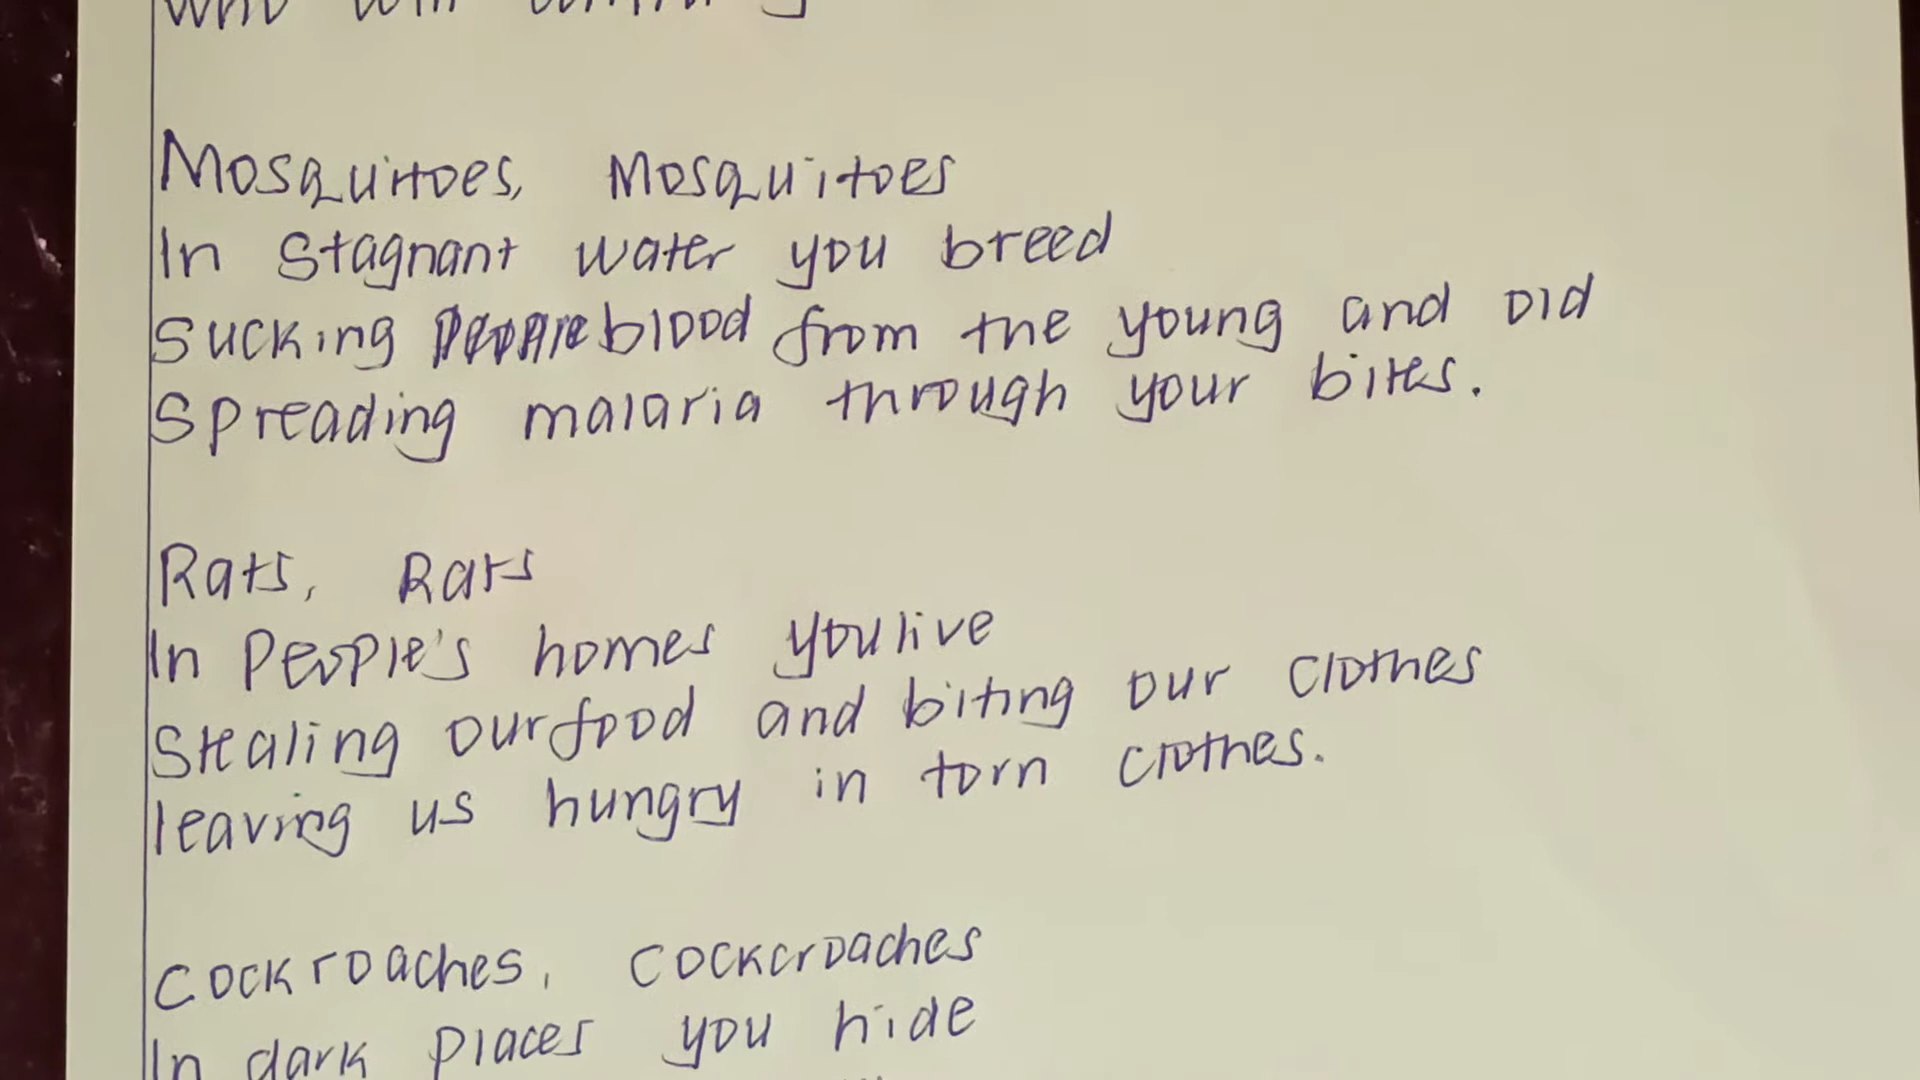 Mosquitoes, Mosquitoes
In stagnant water you breed
Sucking blood from the young and old
Spreading malaria through your bites.
Rats, Rats
In People's homes you live
Stealing our food and biting our clothes
leaving us hungry in torn clothes.
Cockroaches, Cockcroaches
In dark places you hide